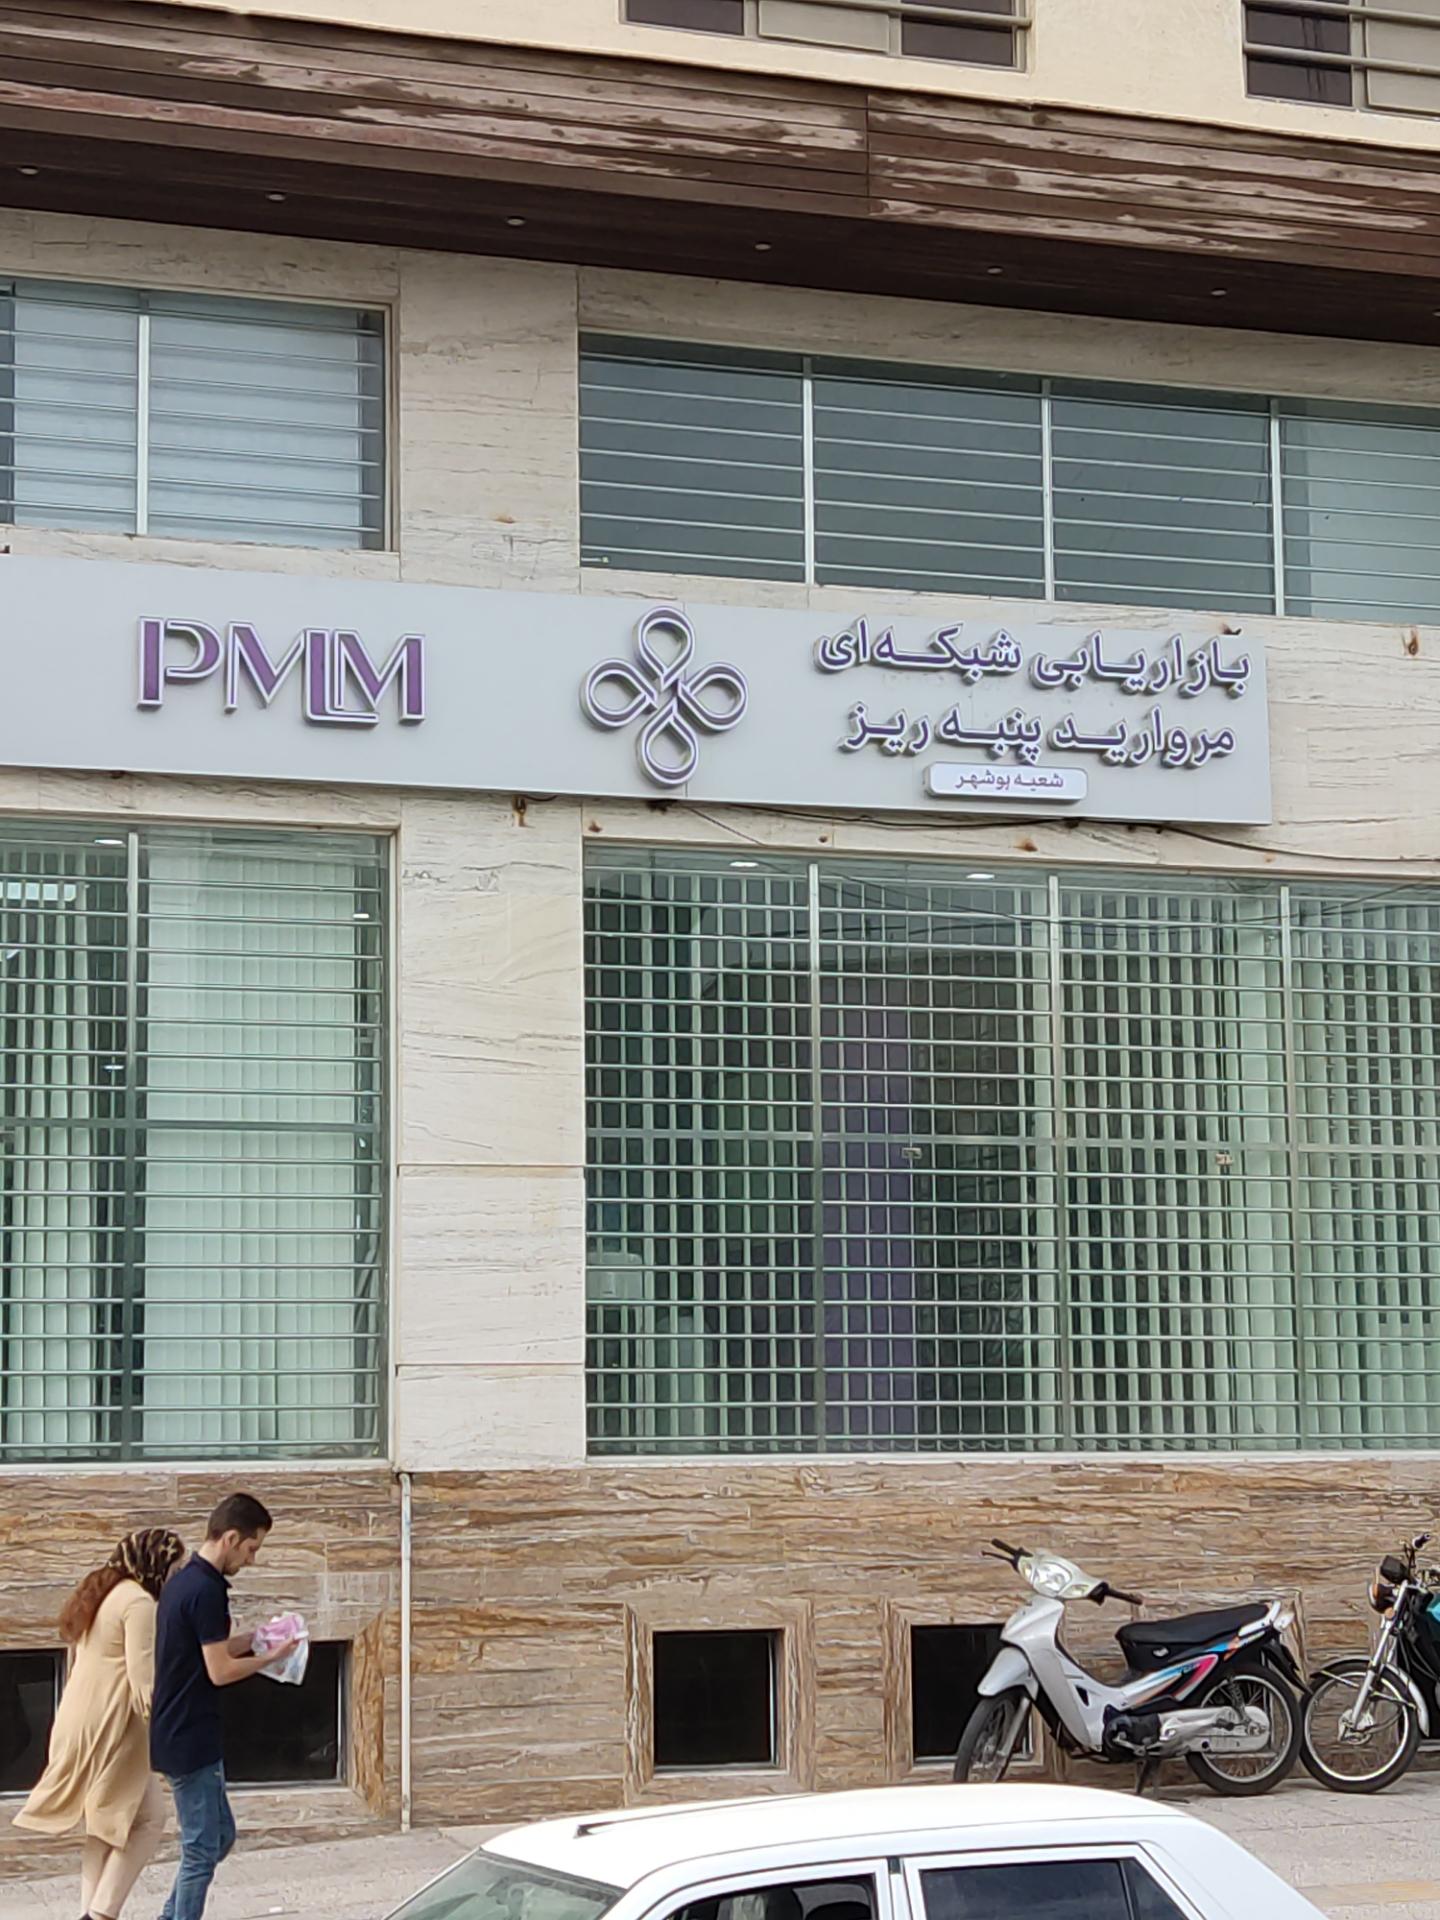 بازاریابی شبکه‌ای
مروارید پنبه ریز
شعبه بوشهر
PMLM